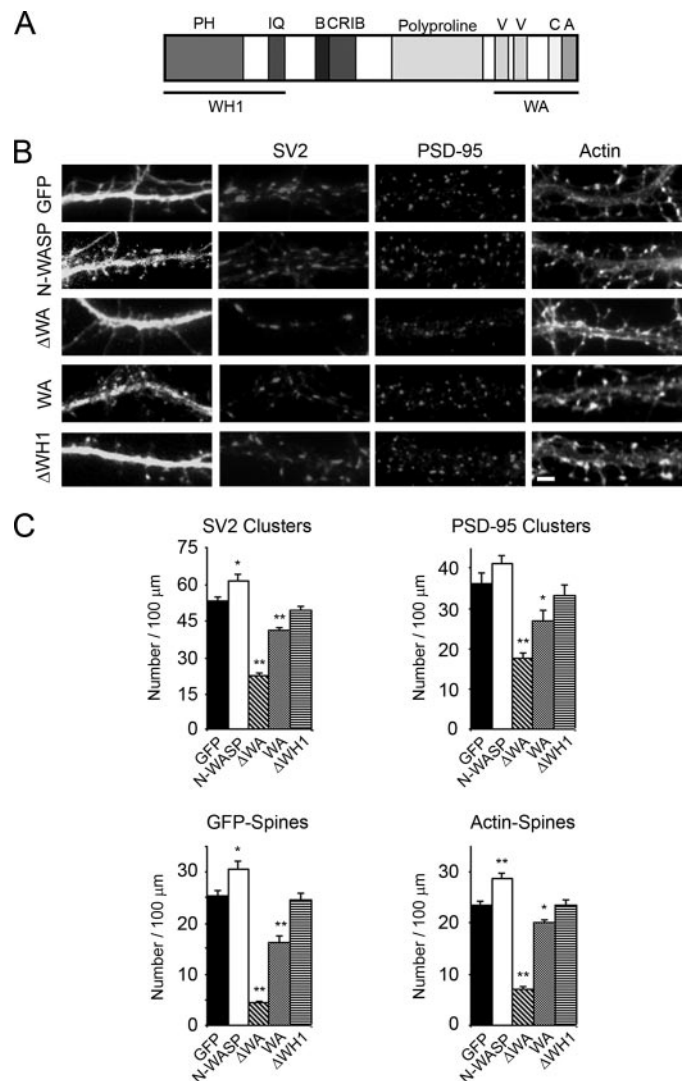 A
PH IQ B CRIB Polyproline V V C A
WH1 WA
B
SV2 PSD-95 Actin
GFP
N-WASP
ΔWA
WA
ΔWH1
C
SV2 Clusters
Number / 100 μm
75
60
45
30
15
0
*
**
**
GFP
N-WASP
ΔWA
WA
ΔWH1
PSD-95 Clusters
Number / 100 μm
40
30
20
10
0
**
*
GFP
N-WASP
ΔWA
WA
ΔWH1
GFP-Spines
Number / 100 μm
30
20
10
0
*
**
**
GFP
N-WASP
ΔWA
WA
ΔWH1
Actin-Spines
Number / 100 μm
30
20
10
0
**
**
*
GFP
N-WASP
ΔWA
WA
ΔWH1